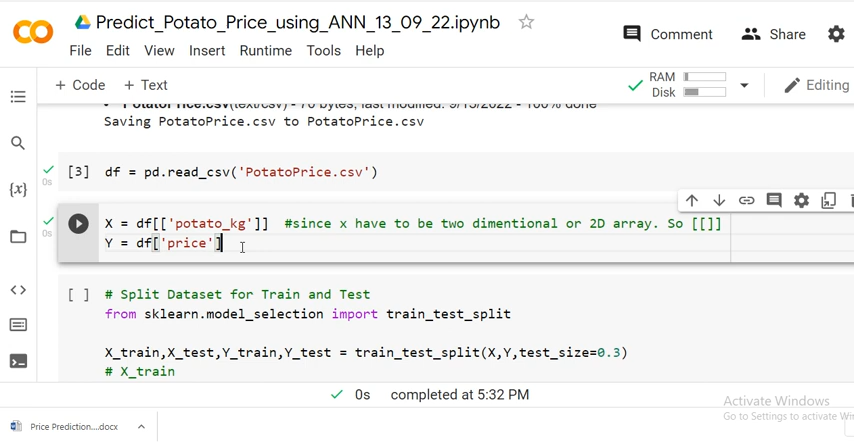 Predict_Potato_Price_using_ANN_13_09_22.ipynb
Comment
Share
File Edit View Insert Runtime Tools Help
+ Code + Text
RAM
Disk
Editing
PotatoPrice.csv(text/csv) - 70 bytes, last modified: 9/13/2022 - 100% done
Saving PotatoPrice.csv to PotatoPrice.csv
0s
[3] df = pd.read_csv('PotatoPrice.csv')
0s
X = df[['potato_kg']] #since x have to be two dimentional or 2D array. So [[]]
Y = df['price']
{x}
[ ] # Split Dataset for Train and Test
from sklearn.model_selection import train_test_split
X_train,X_test,Y_train,Y_test = train_test_split(X,Y,test_size=0.3)
# X_train
0s completed at 5:32 PM
Activate Windows
Go to Settings to activate
Price Prediction....docx